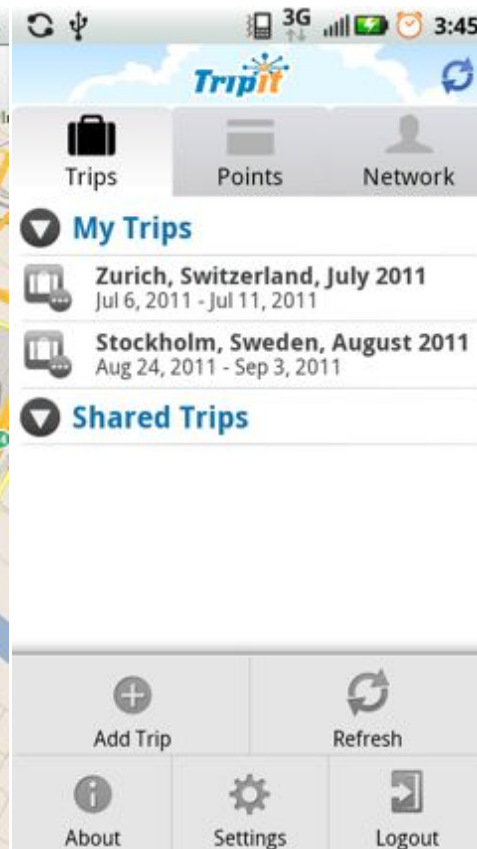 3G 3:45
Tripit
Trips Points Network
My Trips
Zurich, Switzerland, July 2011
Jul 6, 2011 - Jul 11, 2011
Stockholm, Sweden, August 2011
Aug 24, 2011 - Sep 3, 2011
Shared Trips
Add Trip Refresh
About Settings Logout